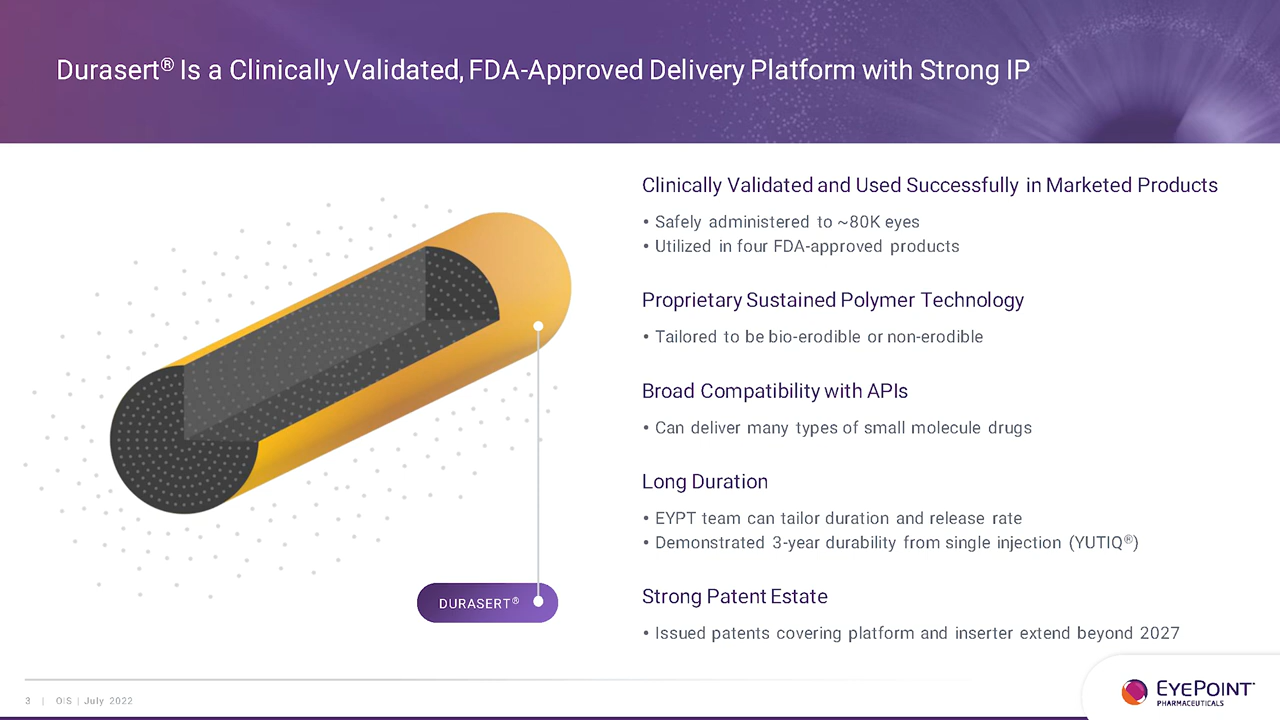 Durasert® Is a Clinically Validated, FDA-Approved Delivery Platform with Strong IP
Clinically Validated and Used Successfully in Marketed Products
• Safely administered to ~80K eyes
• Utilized in four FDA-approved products
Proprietary Sustained Polymer Technology
• Tailored to be bio-erodible or non-erodible
Broad Compatibility with APIs
• Can deliver many types of small molecule drugs
Long Duration
• EYPT team can tailor duration and release rate
• Demonstrated 3-year durability from single injection (YUTIQ®)
Strong Patent Estate
• Issued patents covering platform and inserter extend beyond 2027
DURASERT®
3 | OIS | July 2022
EYEPOINT
PHARMACEUTICALS